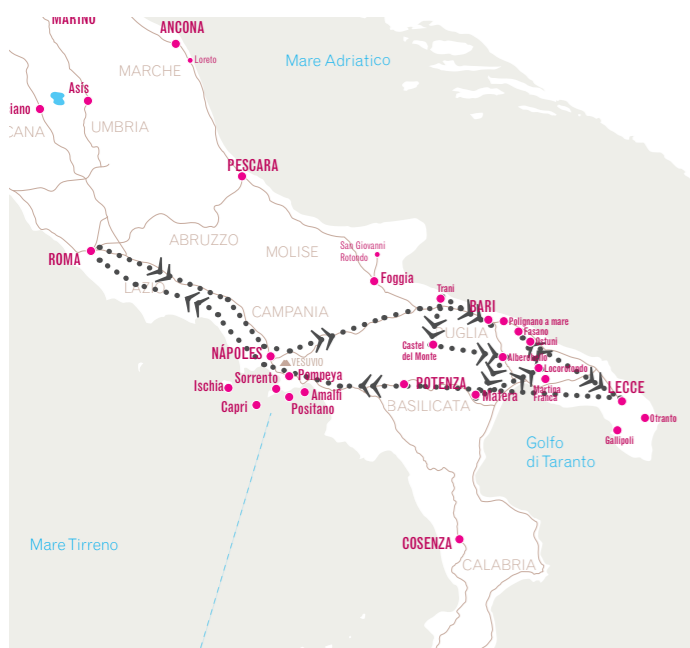 MARINO
ANCONA
Loreto
MARCHE
Mare Adriatico
Asis
iano
CANA
UMBRIA
PESCARA
ABRUZZO
MOLISE
San Giovanni
Rotondo
ROMA
Foggia
LAZIO
Trani
CAMPANIA
BARI
Polignano a mare
Fasano
UGLIA
Ostuni
Castel
del Monte
NÁPOLES
VESUVIO
Alberobello
Locorotondo
Pompeya
Ischia
Sorrento
POTENZA
Martina
Franca
LECCE
Amalfi
Matera
Capri
Positano
BASILICATA
Otranto
Gallipoli
Golfo
di Taranto
Mare Tirreno
COSENZA
CALABRIA